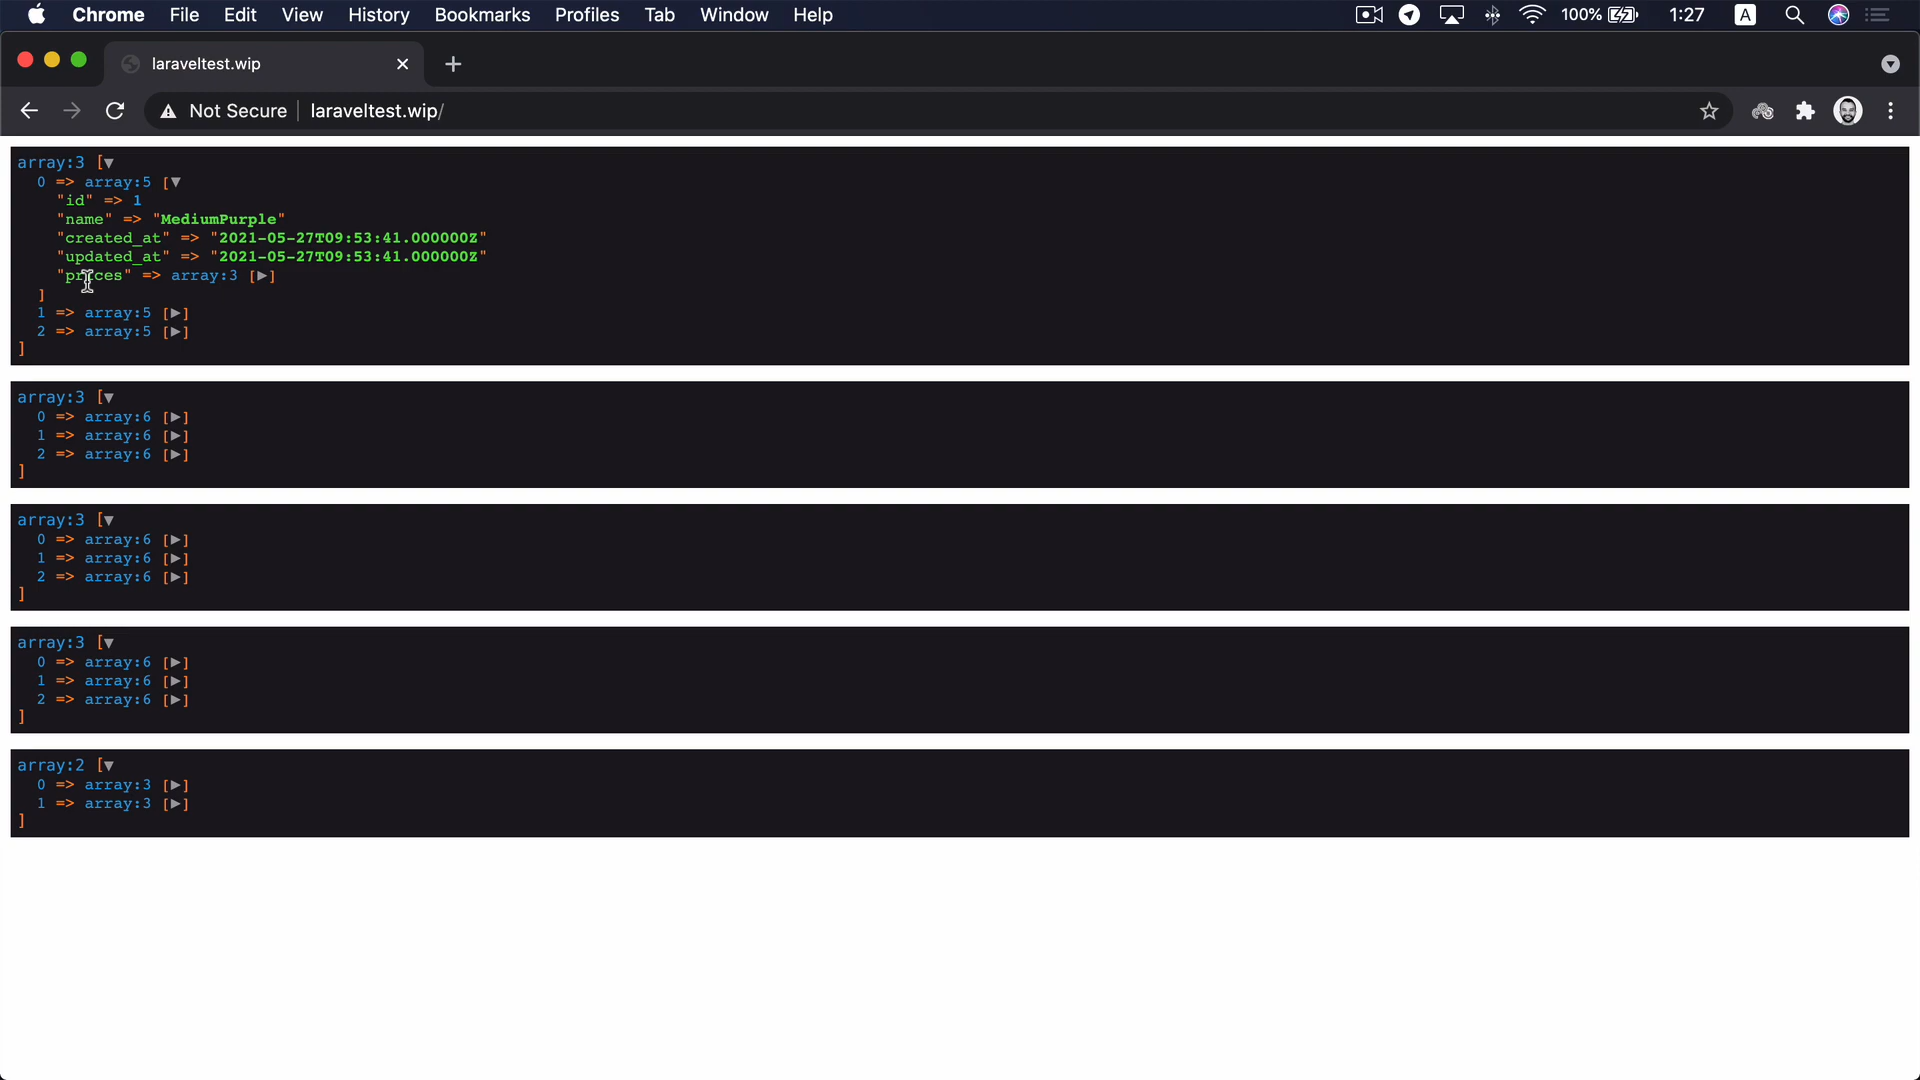 Chrome File Edit View History Bookmarks Profiles Tab Window Help 100% 1:27 A
laraveltest.wip
Not Secure laraveltest.wip/
array:3 [▼
0 => array:5 [▼
"id" => 1
"name" => "MediumPurple"
"created_at" => "2021-05-27T09:53:41.000000Z"
"updated_at" => "2021-05-27T09:53:41.000000Z"
"prices" => array:3 [▶]
]
1 => array:5 [▶]
2 => array:5 [▶]
]
array:3 [▼
0 => array:6 [▶]
1 => array:6 [▶]
2 => array:6 [▶]
]
array:3 [▼
0 => array:6 [▶]
1 => array:6 [▶]
2 => array:6 [▶]
]
array:3 [▼
0 => array:6 [▶]
1 => array:6 [▶]
2 => array:6 [▶]
]
array:2 [▼
0 => array:3 [▶]
1 => array:3 [▶]
]